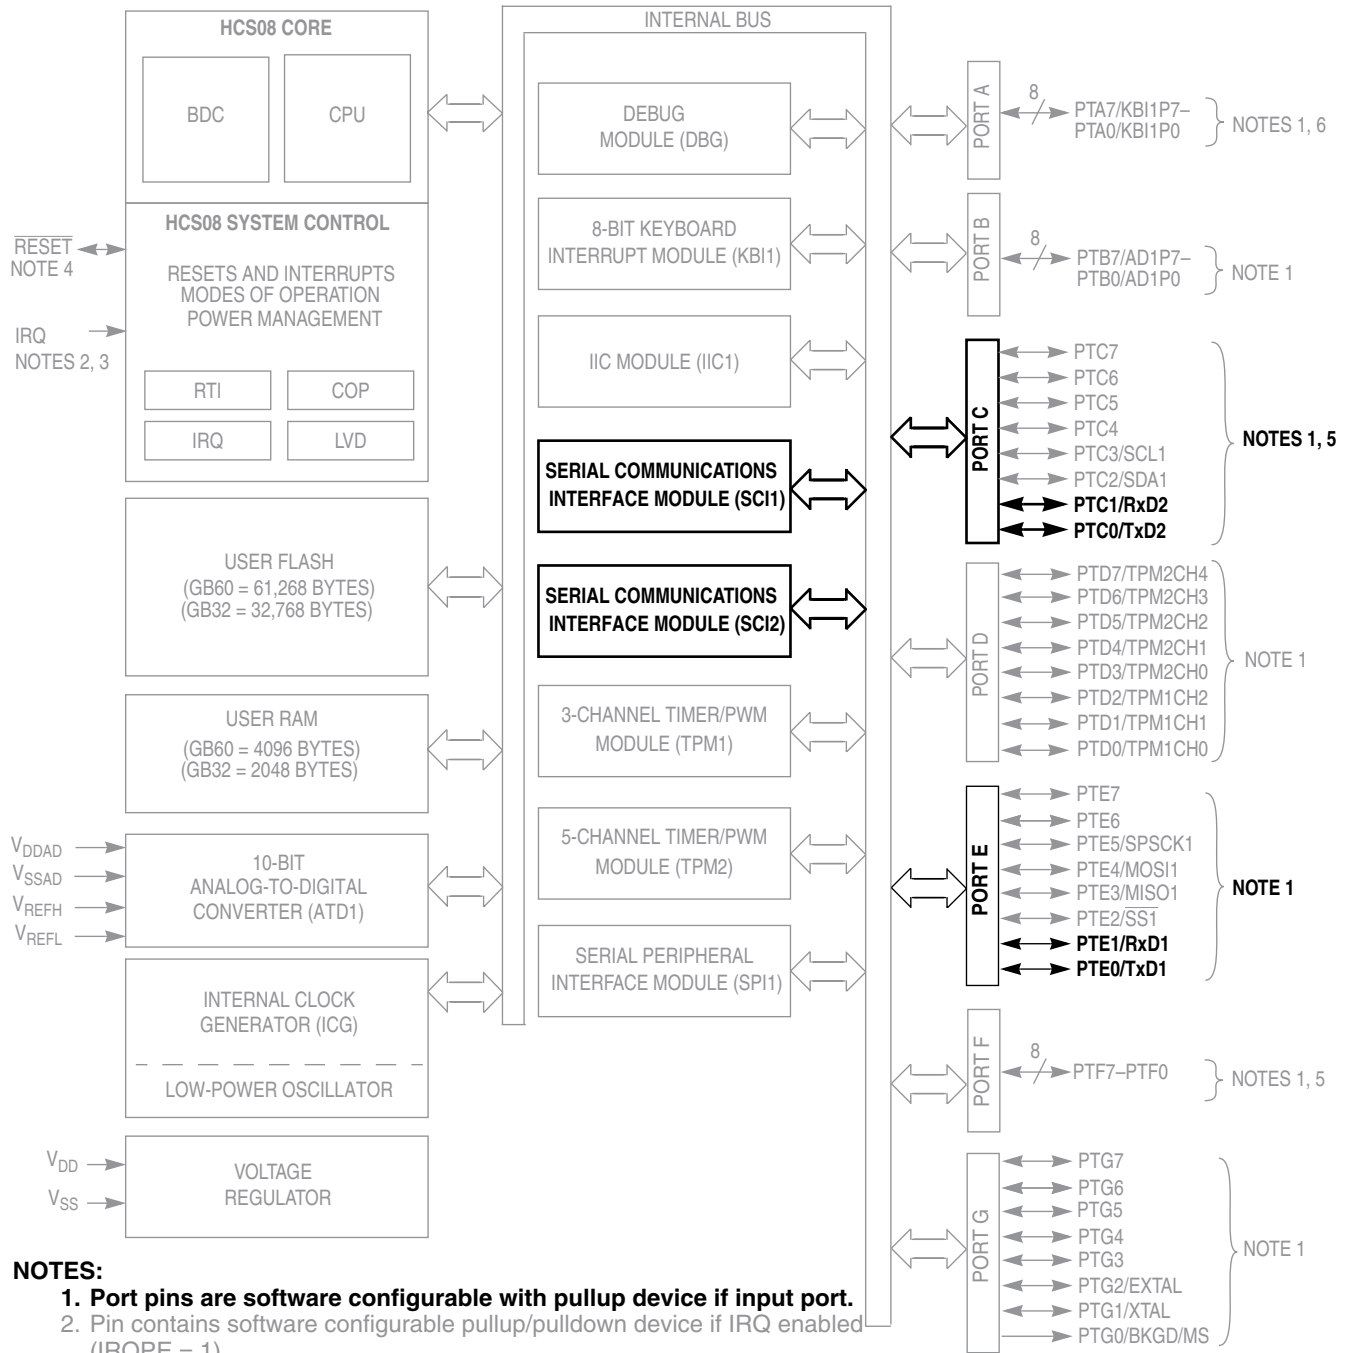 INTERNAL BUS
HCS08 CORE
BDC
CPU
HCS08 SYSTEM CONTROL
RESETS AND INTERRUPTS
MODES OF OPERATION
POWER MANAGEMENT
RTI
COP
IRQ
LVD
RESET
NOTE 4
IRQ
NOTES 2, 3
USER FLASH
(GB60 = 61,268 BYTES)
(GB32 = 32,768 BYTES)
USER RAM
(GB60 = 4096 BYTES)
(GB32 = 2048 BYTES)
VDDAD
VSSAD
VREFH
VREFL
10-BIT
ANALOG-TO-DIGITAL
CONVERTER (ATD1)
INTERNAL CLOCK
GENERATOR (ICG)
LOW-POWER OSCILLATOR
VDD
VSS
VOLTAGE
REGULATOR
DEBUG
MODULE (DBG)
8-BIT KEYBOARD
INTERRUPT MODULE (KBI1)
IIC MODULE (IIC1)
SERIAL COMMUNICATIONS
INTERFACE MODULE (SCI1)
SERIAL COMMUNICATIONS
INTERFACE MODULE (SCI2)
3-CHANNEL TIMER/PWM
MODULE (TPM1)
5-CHANNEL TIMER/PWM
MODULE (TPM2)
SERIAL PERIPHERAL
INTERFACE MODULE (SPI1)
PORT A
8
PTA7/KBI1P7–
PTA0/KBI1P0
NOTES 1, 6
PORT B
8
PTB7/AD1P7–
PTB0/AD1P0
NOTE 1
PORT C
PTC7
PTC6
PTC5
PTC4
PTC3/SCL1
PTC2/SDA1
PTC1/RxD2
PTC0/TxD2
NOTES 1, 5
PORT D
PTD7/TPM2CH4
PTD6/TPM2CH3
PTD5/TPM2CH2
PTD4/TPM2CH1
PTD3/TPM2CH0
PTD2/TPM1CH2
PTD1/TPM1CH1
PTD0/TPM1CH0
NOTE 1
PORT E
PTE7
PTE6
PTE5/SPSCK1
PTE4/MOSI1
PTE3/MISO1
PTE2/SS1
PTE1/RxD1
PTE0/TxD1
NOTE 1
PORT F
8
PTF7–PTF0
NOTES 1, 5
PORT G
PTG7
PTG6
PTG5
PTG4
PTG3
PTG2/EXTAL
PTG1/XTAL
PTG0/BKGD/MS
NOTE 1
NOTES:
1. Port pins are software configurable with pullup device if input port.
2. Pin contains software configurable pullup/pulldown device if IRQ enabled
(IRQPE = 1)